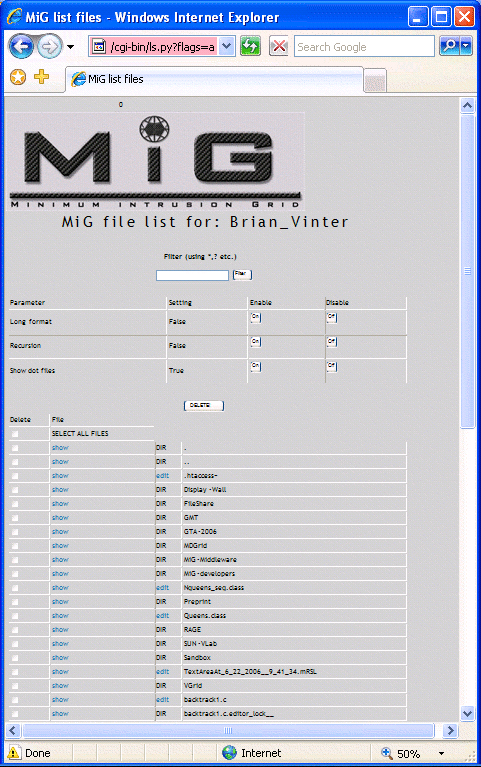 MiG list files - Windows Internet Explorer
/cgi-bin/ls.py?flags=a
Search Google
MiG list files
0
MiG
MINIMUM INTRUSION GRID
MiG file list for: Brian_Vinter
Filter (using *,? etc.)
Filter
Parameter Setting Enable Disable
Long format False On Off
Recursion False On Off
Show dot files True On Off
DELETE
Delete File
SELECT ALL FILES
show DIR .
show DIR ..
show edit .htaccess~
show DIR Display-Wall
show DIR FileShare
show DIR GMT
show DIR GTA-2006
show DIR MDGrid
show DIR MiG-Middleware
show DIR MiG-developers
show edit Nqueens_seq.class
show DIR Preprint
show edit Queens.class
show DIR RAGE
show DIR SUN-VLab
show DIR Sandbox
show edit TextAreaAt_6_22_2006__9_41_34.mRSL
show DIR VGrid
show edit backtrack1.c
show DIR backtrack1.c.editor_lock__
Done Internet 50%